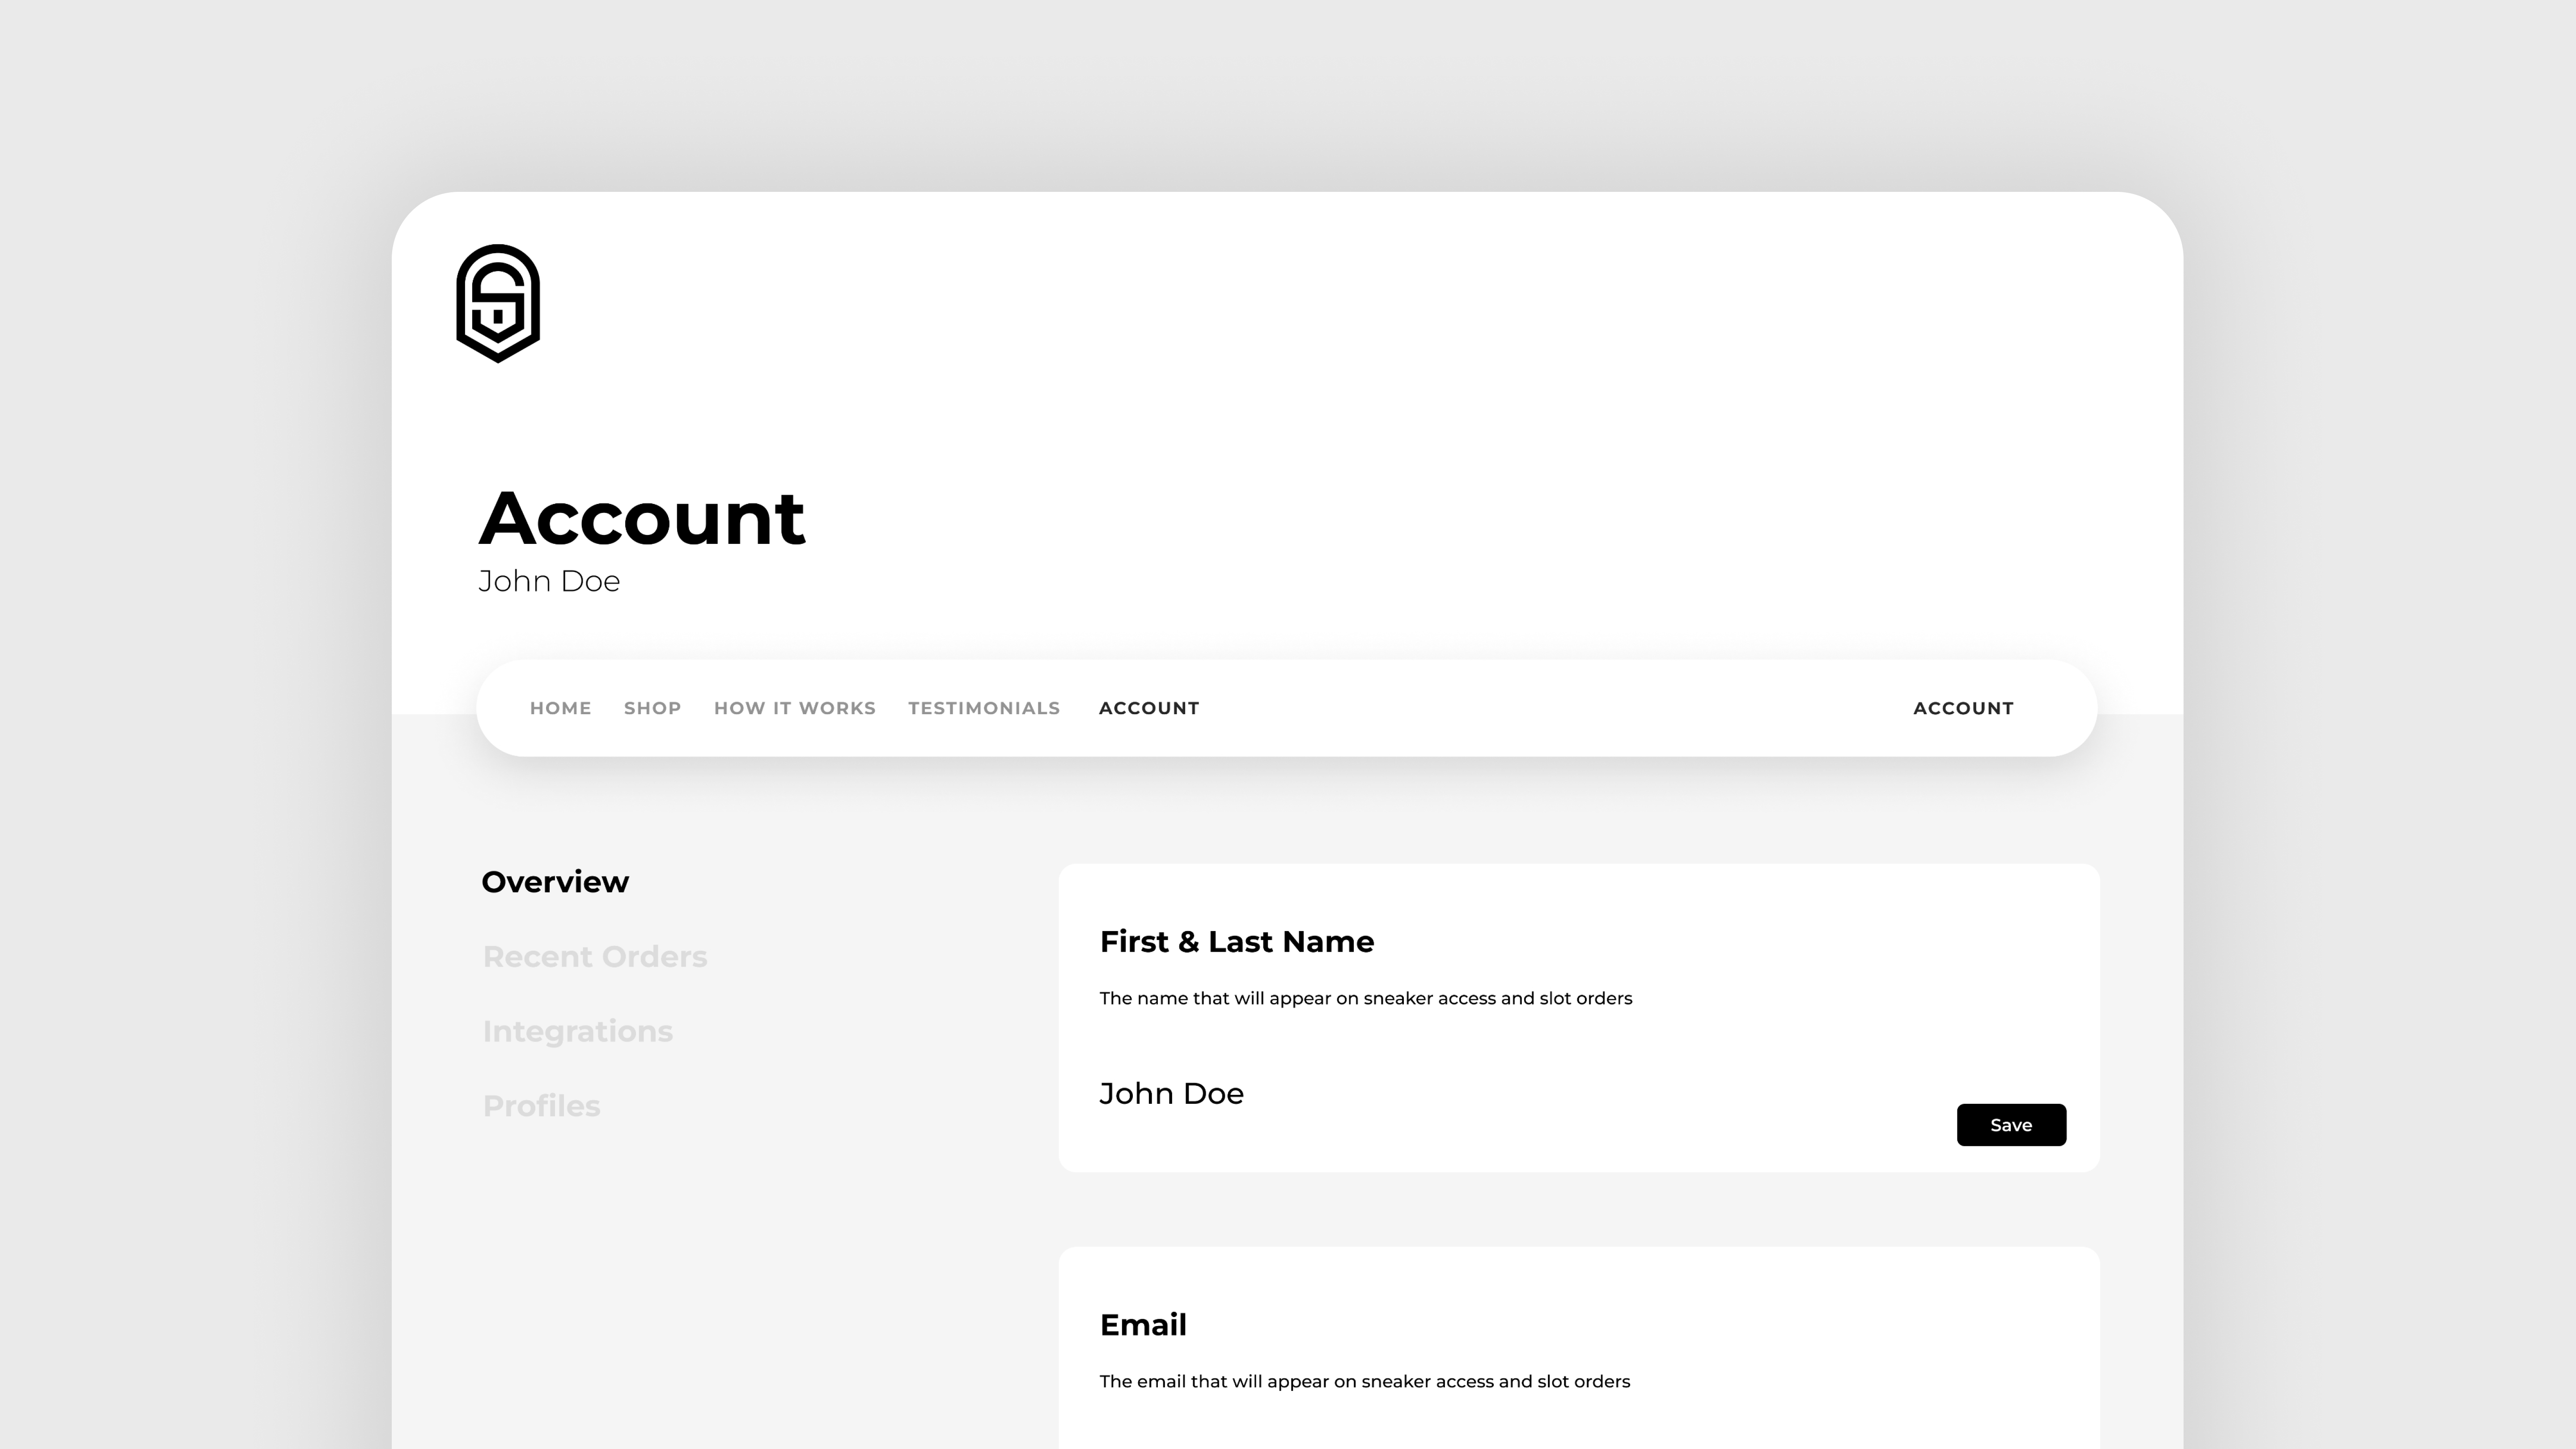 Account
John Doe
HOME SHOP HOW IT WORKS TESTIMONIALS ACCOUNT ACCOUNT
Overview
Recent Orders
Integrations
Profiles
First & Last Name
The name that will appear on sneaker access and slot orders
John Doe
Save
Email
The email that will appear on sneaker access and slot orders